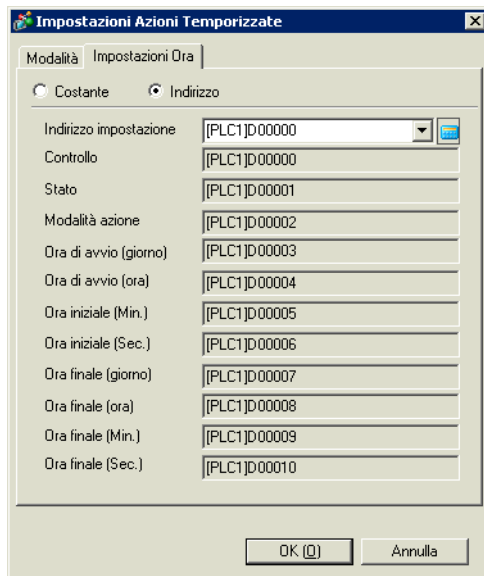 Impostazioni Azioni Temporizzate
Modalità Impostazioni Ora
Costante Indirizzo
Indirizzo impostazione [PLC1]D00000
Controllo [PLC1]D00000
Stato [PLC1]D00001
Modalità azione [PLC1]D00002
Ora di avvio (giorno) [PLC1]D00003
Ora di avvio (ora) [PLC1]D00004
Ora iniziale (Min.) [PLC1]D00005
Ora iniziale (Sec.) [PLC1]D00006
Ora finale (giorno) [PLC1]D00007
Ora finale (ora) [PLC1]D00008
Ora finale (Min.) [PLC1]D00009
Ora finale (Sec.) [PLC1]D00010
OK (O) Annulla